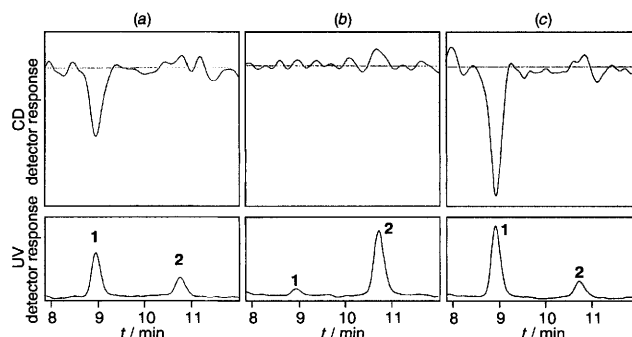 (a) (b) (c)
CD
detector response
UV
detector response
1 2 1 2 1 2
8 9 10 11 8 9 10 11 8 9 10 11
t / min t / min t / min